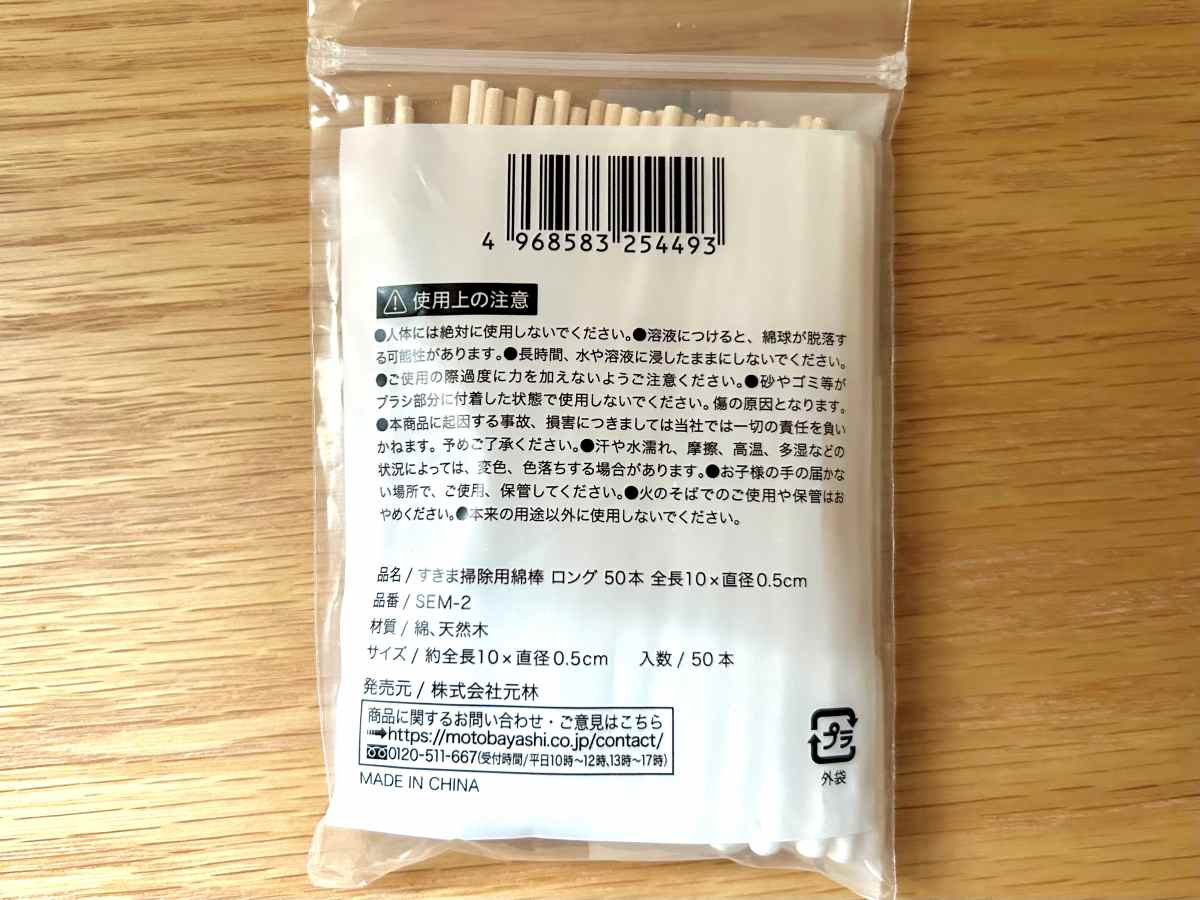 4 968583 254493
⚠ 使用上の注意
●人体には絶対に使用しないでください。●溶液につけると、綿球が脱落す
る可能性があります。●長時間、水や溶液に浸したままにしないでください。
●ご使用の際過度に力を加えないようご注意ください。●砂やゴミ等が
ブラシ部分に付着した状態で使用しないでください。傷の原因となります。
●本商品に起因する事故、損害につきましては当社では一切の責任を負い
かねます。予めご了承ください。●汗や水濡れ、摩擦、高温、多湿などの
状況によっては、変色、色落ちする場合があります。●お子様の手の届かな
い場所で、ご使用、保管してください。●火のそばでのご使用や保管はお
やめください。●本来の用途以外に使用しないでください。
品名 / すきま掃除用綿棒 ロング 50本 全長10×直径0.5cm
品番 / SEM-2
材質 / 綿、天然木
サイズ / 約全長10×直径0.5cm 入数 / 50本
発売元 / 株式会社元林
商品に関するお問い合わせ・ご意見はこちら
https://motobayashi.co.jp/contact/
0120-511-667(受付時間/平日10時〜12時、13時〜17時)
MADE IN CHINA
プラ
外袋